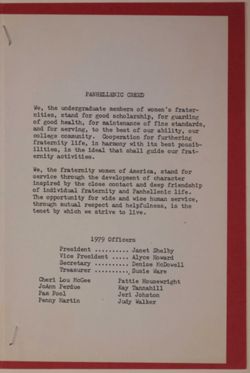 PANHELLENIC CREED
We, the undergraduate members of women's frater-
nities, stand for good scholarship, for guarding
of good health, for maintenance of fine standards,
and for serving, to the best of our ability, our
college community. Cooperation for furthering
fraternity life, in harmony with its best possib-
ilities, in the ideal that shall guide our frat-
ernity activities.
We, the fraternity women of America, stand for
service through the development of character
inspired by the close contact and deep friendship
of individual fraternity and Panhellenic life.
The opportunity for wide and wise human service,
through mutual respect and helpfulness, is the
tenet by which we strive to live.
1979 Officers
President .......... Janet Shelby
Vice President ..... Alyce Howard
Secretary .......... Denise McDowell
Treasurer .......... Susie Ware
Cheri Lou McGee Pattie Housewright
JoAnn Perdue Kay Tannahill
Pam Pool Jeri Johston
Penny Martin Judy Walker